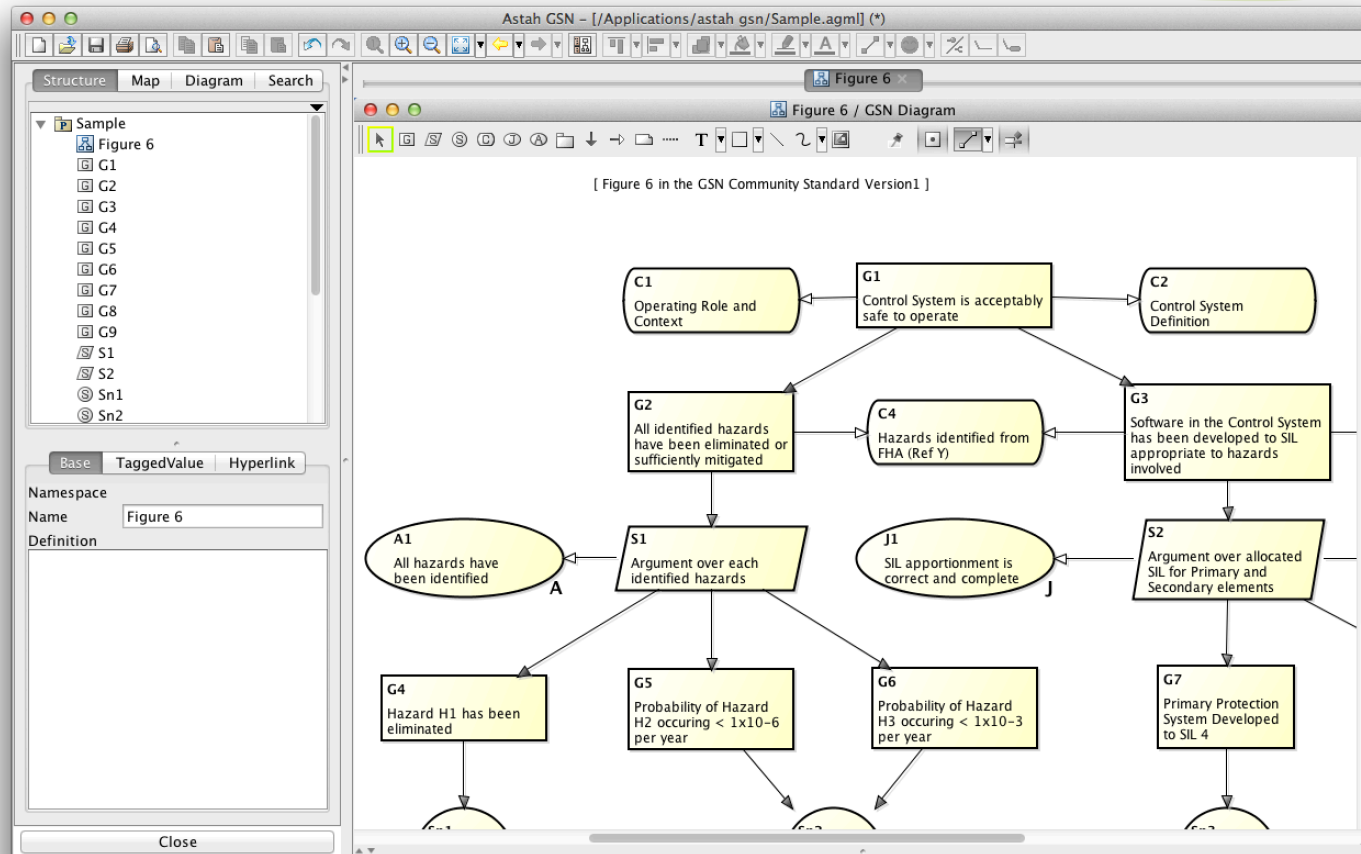 Astah GSN – [/Applications/astah gsn/Sample.agml] (*)
Structure
Map
Diagram
Search
Sample
Figure 6
G1
G2
G3
G4
G5
G6
G7
G8
G9
S1
S2
Sn1
Sn2
Base
TaggedValue
Hyperlink
Namespace
Name
Figure 6
Definition
Close
Figure 6
Figure 6 / GSN Diagram
[ Figure 6 in the GSN Community Standard Version1 ]
C1
Operating Role and
Context
G1
Control System is acceptably
safe to operate
C2
Control System
Definition
G2
All identified hazards
have been eliminated or
sufficiently mitigated
C4
Hazards identified from
FHA (Ref Y)
G3
Software in the Control System
has been developed to SIL
appropriate to hazards
involved
A1
All hazards have
been identified
A
S1
Argument over each
identified hazards
J1
SIL apportionment is
correct and complete
J
S2
Argument over allocated
SIL for Primary and
Secondary elements
G4
Hazard H1 has been
eliminated
G5
Probability of Hazard
H2 occuring < 1x10-6
per year
G6
Probability of Hazard
H3 occuring < 1x10-3
per year
G7
Primary Protection
System Developed
to SIL 4